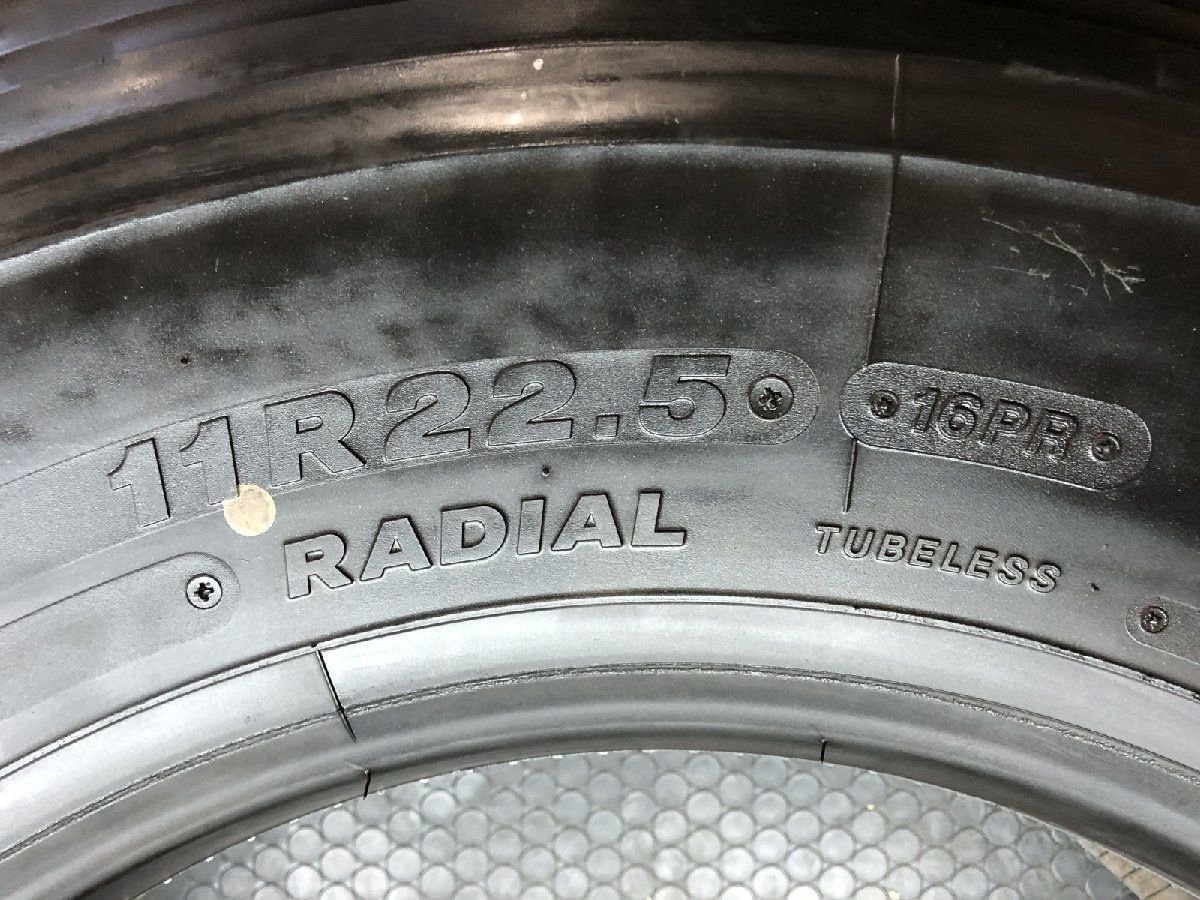 11R22.5
16PR
RADIAL
TUBELESS